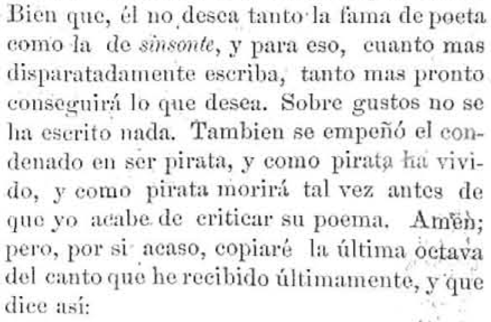 Bien que, él no desea tanto la fama de poeta
como la de sinsonte, y para eso, cuanto mas
disparatadamente escriba, tanto mas pronto
conseguirá lo que desea. Sobre gustos no se
ha escrito nada. Tambien se empeñó el con-
denado en ser pirata, y como pirata ha vivi-
do, y como pirata morirá tal vez antes de
que yo acabe de criticar su poema. Amen;
pero, por si acaso, copiaré la última octava
del canto que he recibido últimamente, y que
dice así: